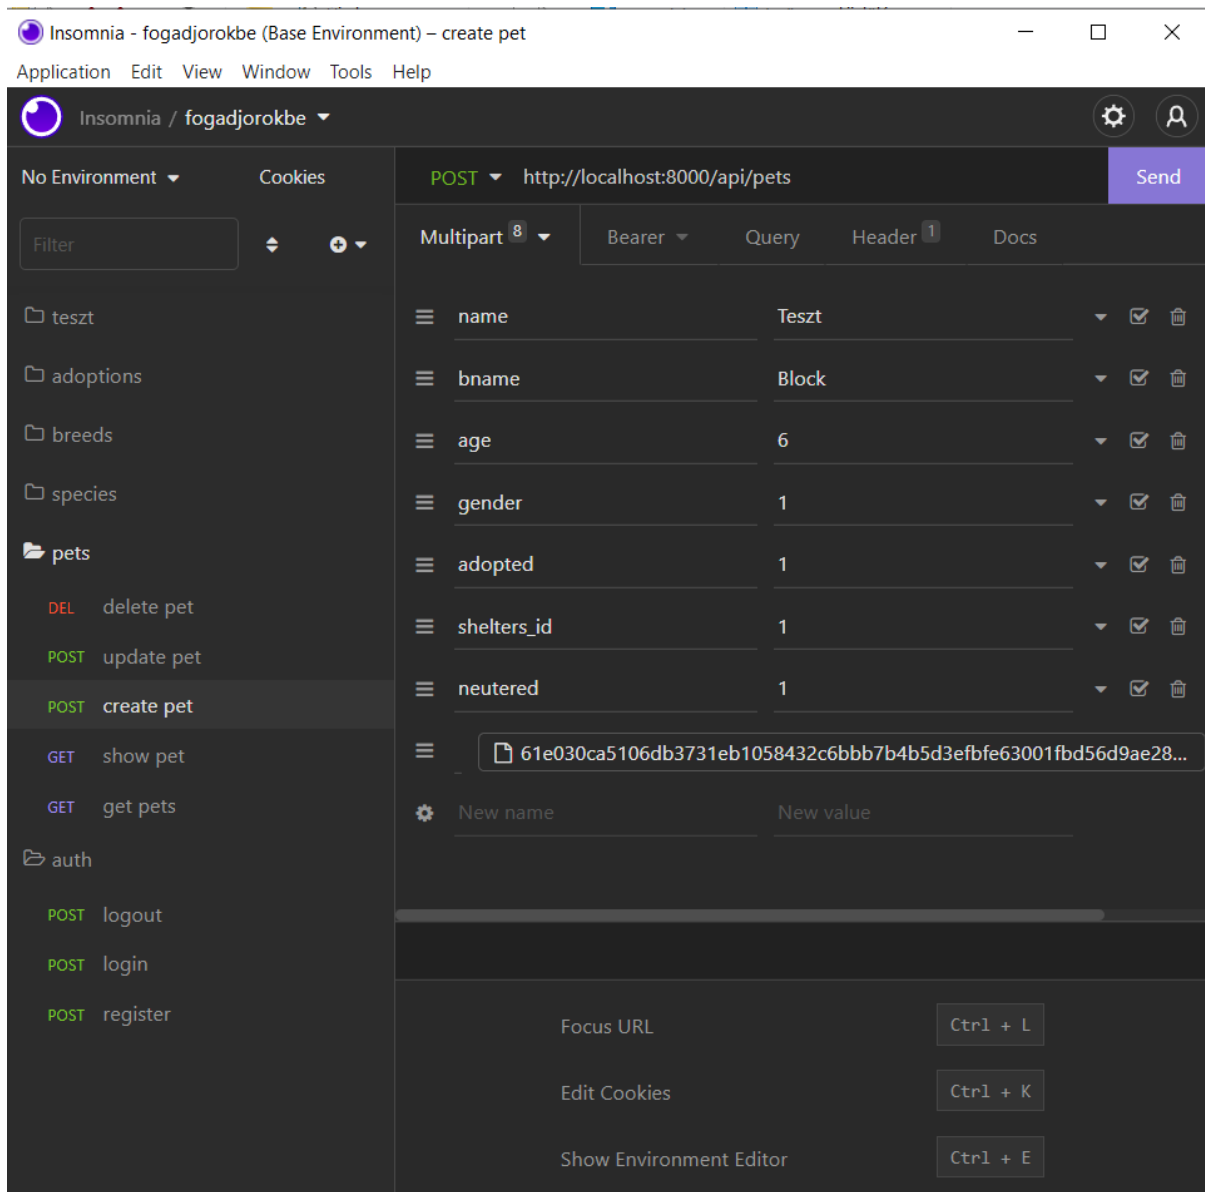 Insomnia - fogadjorokbe (Base Environment) – create pet
Application Edit View Window Tools Help
Insomnia / fogadjorokbe
No Environment Cookies
POST http://localhost:8000/api/pets Send
Filter
Multipart 8 Bearer Query Header 1 Docs
teszt
adoptions
breeds
species
pets
DEL delete pet
POST update pet
POST create pet
GET show pet
GET get pets
auth
POST logout
POST login
POST register
name Teszt
bname Block
age 6
gender 1
adopted 1
shelters_id 1
neutered 1
61e030ca5106db3731eb1058432c6bbb7b4b5d3efbfe63001fbd56d9ae28...
New name New value
Focus URL Ctrl + L
Edit Cookies Ctrl + K
Show Environment Editor Ctrl + E